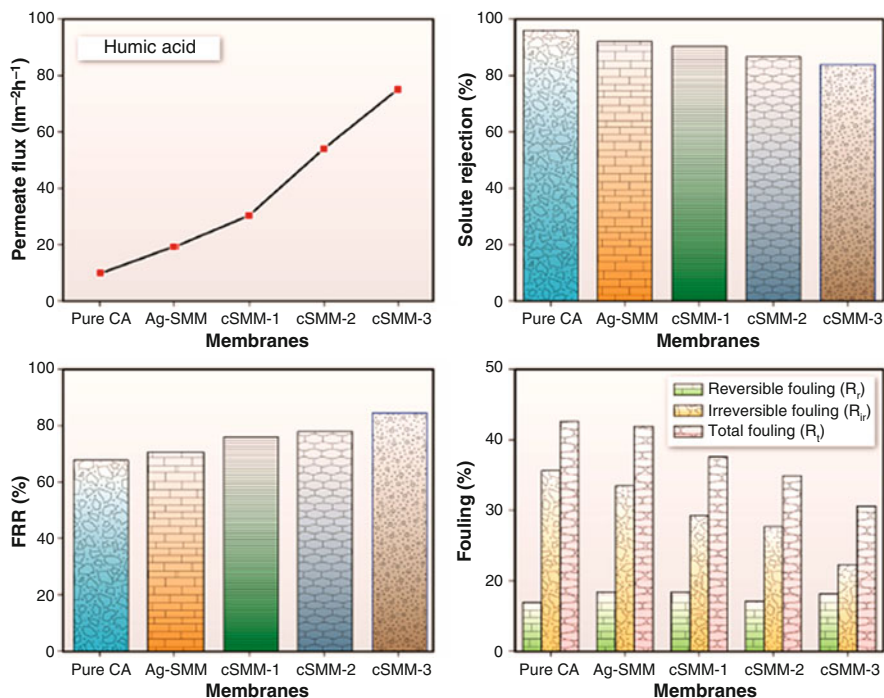 100
80
60
40
20
0
Permeate flux (lm⁻²h⁻¹)
Humic acid
Pure CA Ag-SMM cSMM-1 cSMM-2 cSMM-3
Membranes
100
80
60
40
20
0
Solute rejection (%)
Pure CA Ag-SMM cSMM-1 cSMM-2 cSMM-3
Membranes
100
80
60
40
20
0
FRR (%)
Pure CA Ag-SMM cSMM-1 cSMM-2 cSMM-3
Membranes
50
40
30
20
0
Fouling (%)
Reversible fouling (Rᵣ)
Irreversible fouling (Rᵢᵣ)
Total fouling (Rₜ)
Pure CA Ag-SMM cSMM-1 cSMM-2 cSMM-3
Membranes